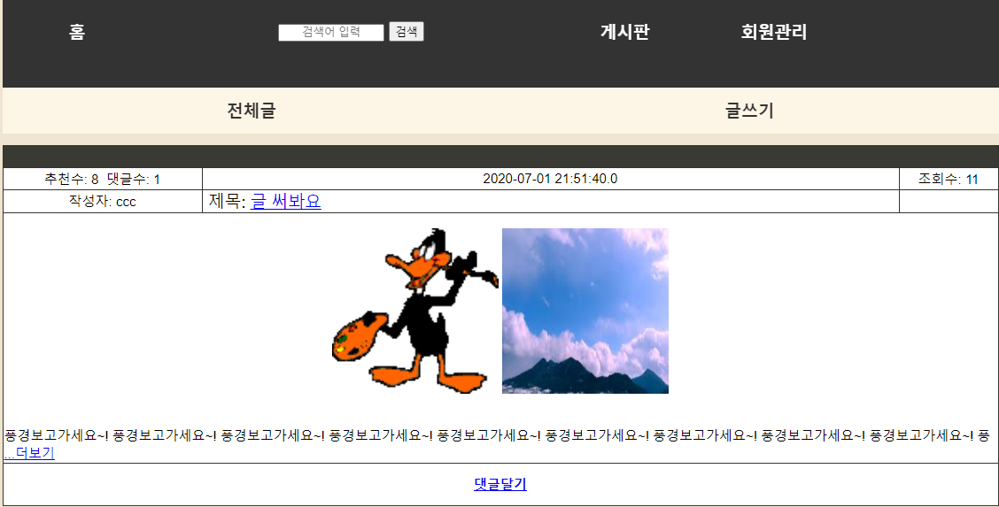 홈 검색어 입력 검색 게시판 회원관리
전체글 글쓰기
추천수: 8 댓글수: 1 2020-07-01 21:51:40.0 조회수: 11
작성자: ccc 제목: 글 써봐요
풍경보고가세요~! 풍경보고가세요~! 풍경보고가세요~! 풍경보고가세요~! 풍경보고가세요~! 풍경보고가세요~! 풍경보고가세요~! 풍경보고가세요~! 풍경보고가세요~! 풍
...더보기
댓글달기